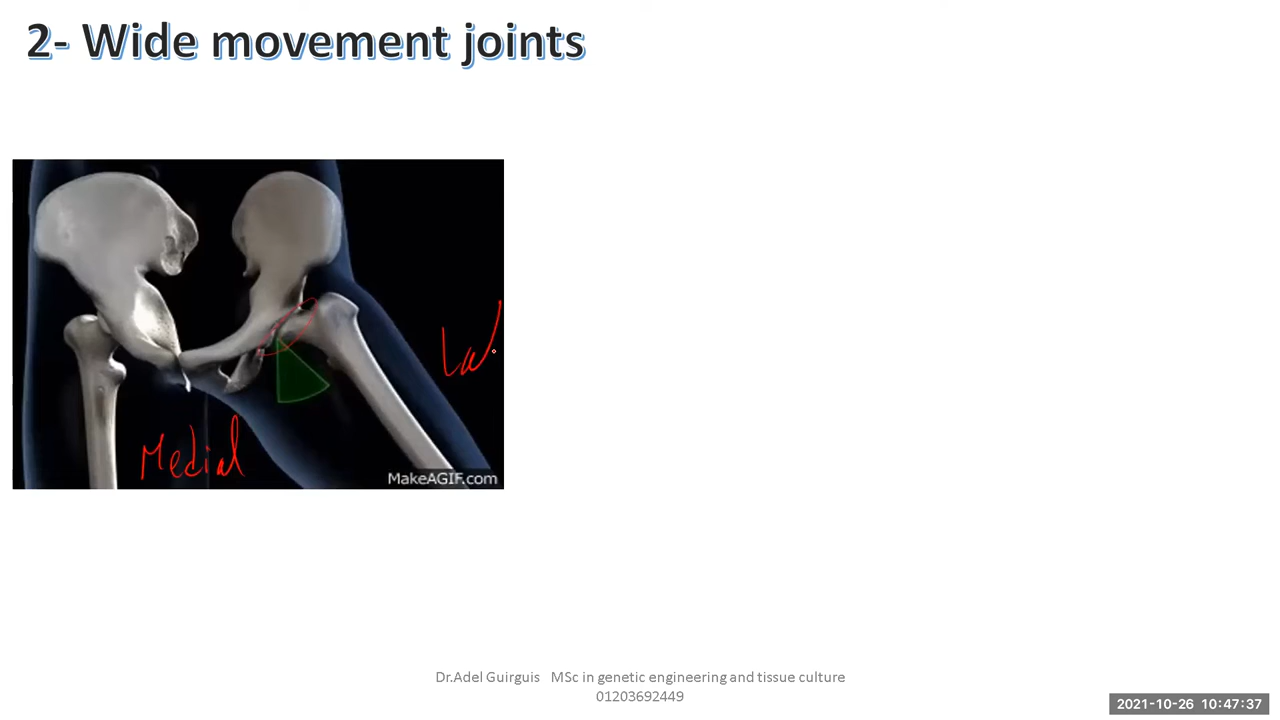 2- Wide movement joints
Medial
MakeAGIF.com
Dr.Adel Guirguis MSc in genetic engineering and tissue culture
01203692449
2021-10-26 10:47:37